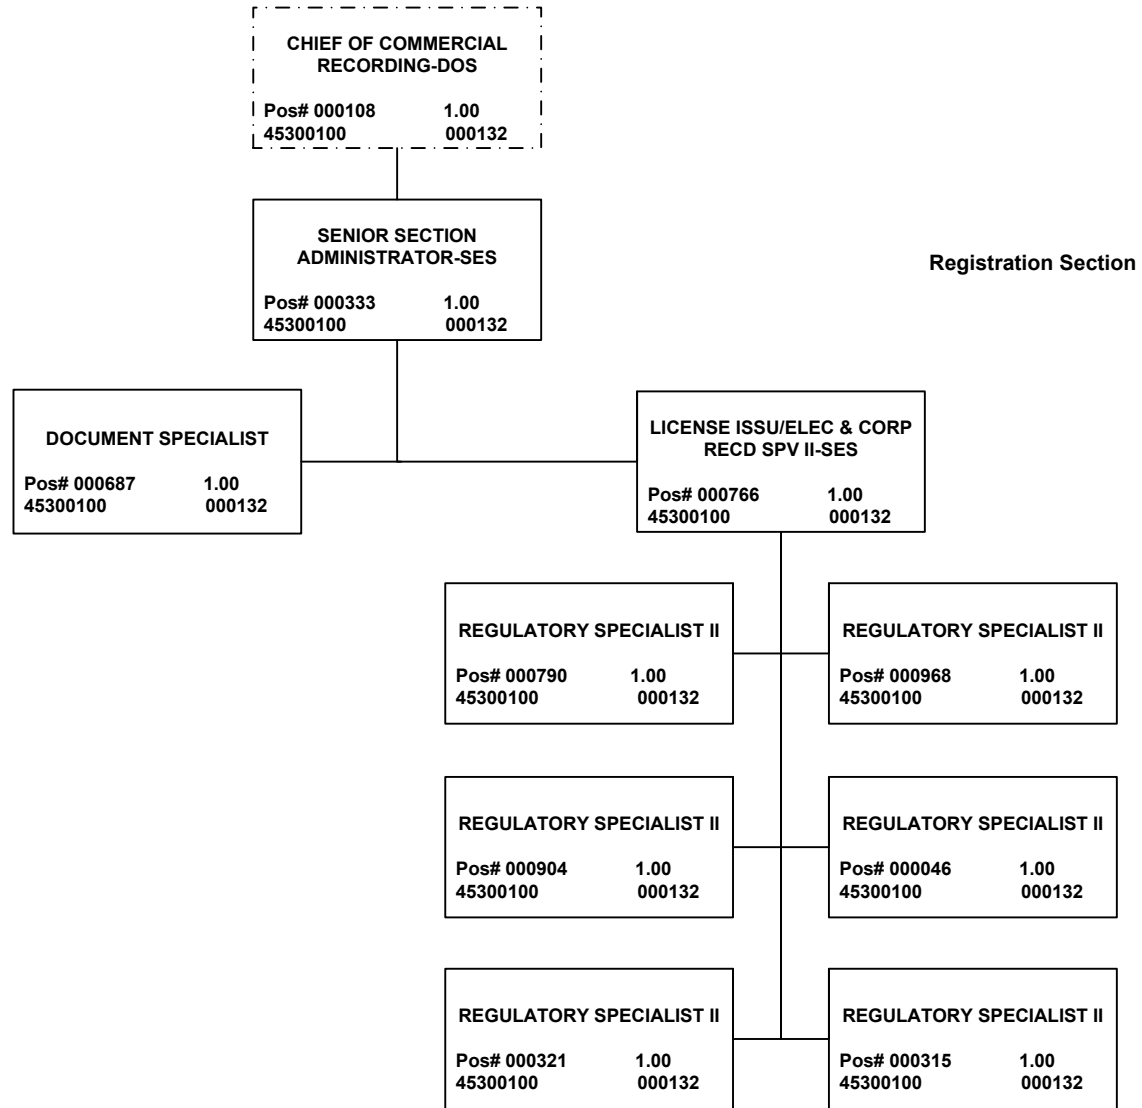 CHIEF OF COMMERCIAL
RECORDING-DOS
Pos# 000108 1.00
45300100 000132
SENIOR SECTION
ADMINISTRATOR-SES
Pos# 000333 1.00
45300100 000132
Registration Section
DOCUMENT SPECIALIST
Pos# 000687 1.00
45300100 000132
LICENSE ISSU/ELEC & CORP
RECD SPV II-SES
Pos# 000766 1.00
45300100 000132
REGULATORY SPECIALIST II
Pos# 000790 1.00
45300100 000132
REGULATORY SPECIALIST II
Pos# 000968 1.00
45300100 000132
REGULATORY SPECIALIST II
Pos# 000904 1.00
45300100 000132
REGULATORY SPECIALIST II
Pos# 000046 1.00
45300100 000132
REGULATORY SPECIALIST II
Pos# 000321 1.00
45300100 000132
REGULATORY SPECIALIST II
Pos# 000315 1.00
45300100 000132